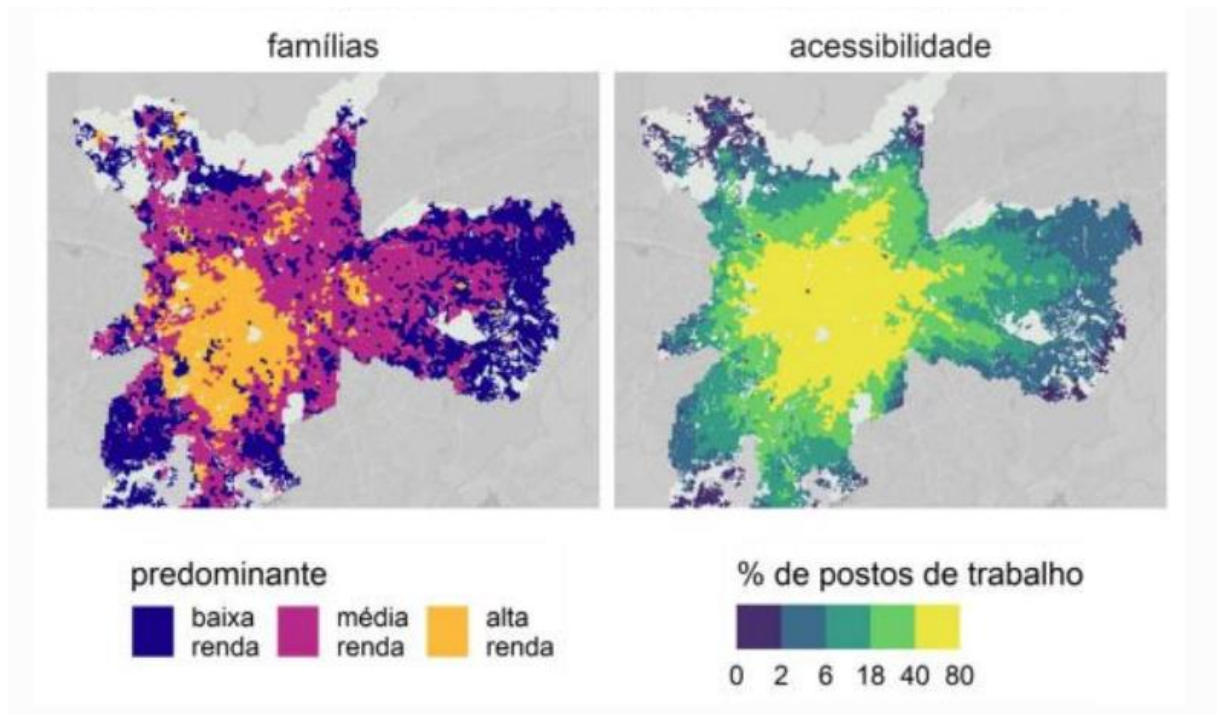 famílias
acessibilidade
predominante
baixa renda
média renda
alta renda
% de postos de trabalho
0 2 6 18 40 80